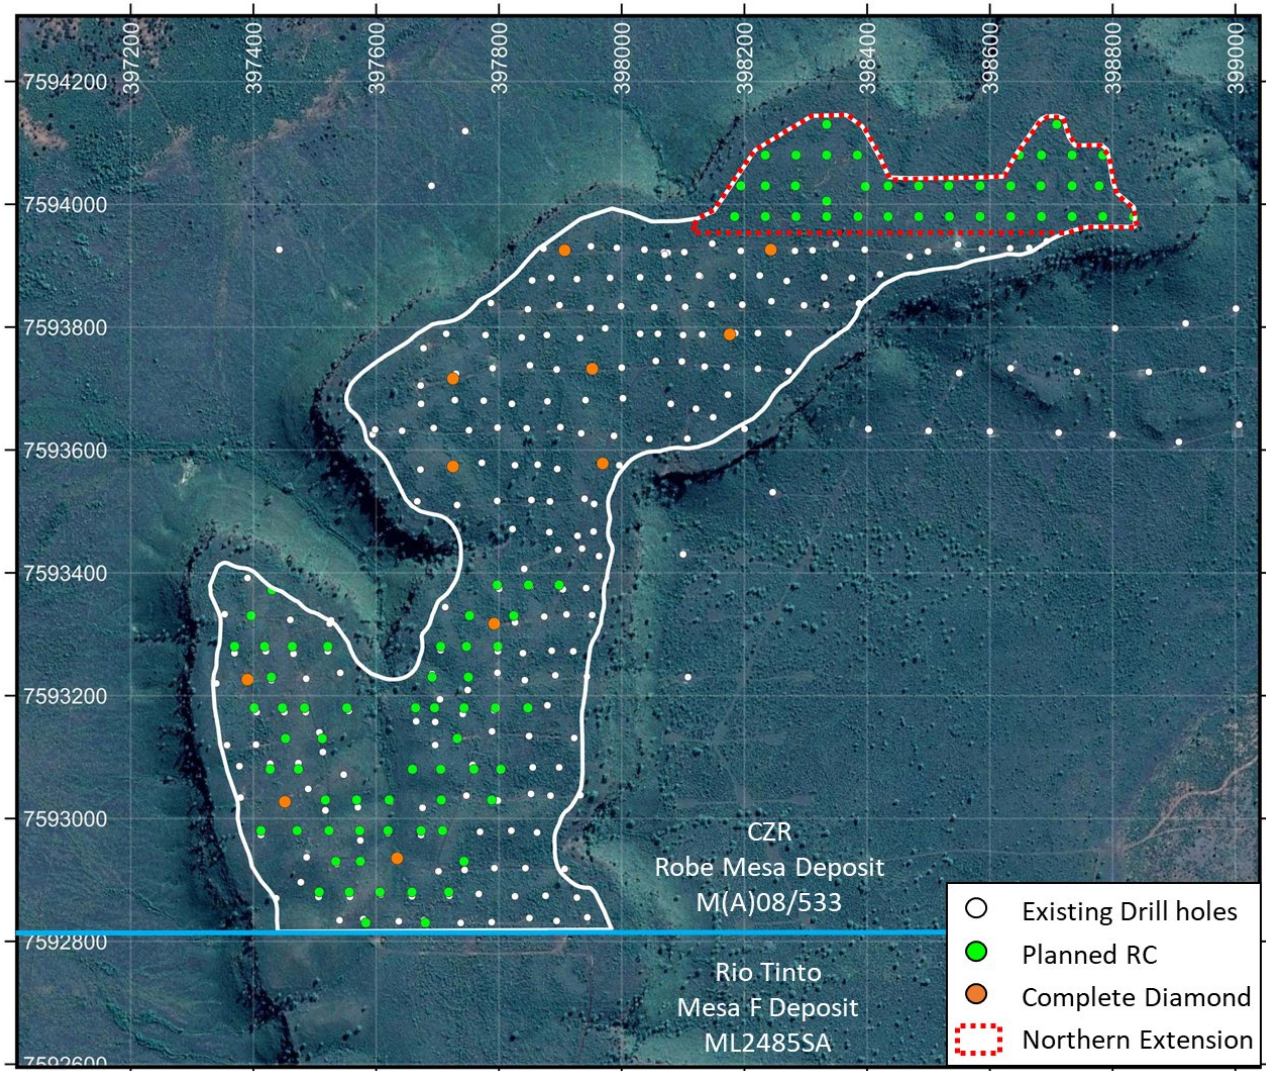 397200
397400
397600
397800
398000
398200
398400
398600
398800
399000
7594200
7594000
7593800
7593600
7593400
7593200
7593000
7592800
7592600
CZR
Robe Mesa Deposit
M(A)08/533
Rio Tinto
Mesa F Deposit
ML2485SA
Existing Drill holes
Planned RC
Complete Diamond
Northern Extension